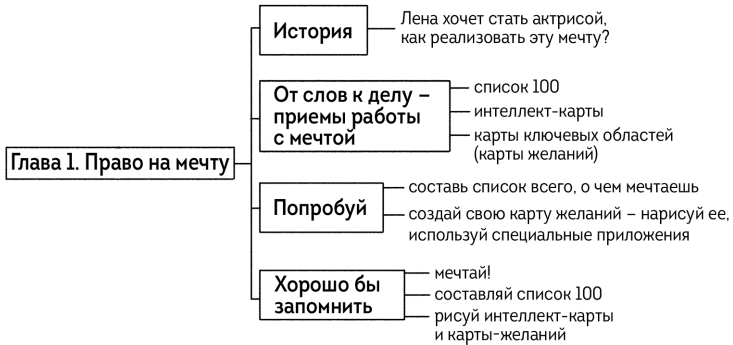 Глава 1. Право на мечту
История
Лена хочет стать актрисой,
как реализовать эту мечту?
От слов к делу –
приемы работы
с мечтой
список 100
интеллект-карты
карты ключевых областей
(карты желаний)
Попробуй
составь список всего, о чем мечтаешь
создай свою карту желаний – нарисуй ее,
используй специальные приложения
Хорошо бы
запомнить
мечтай!
составляй список 100
рисуй интеллект-карты
и карты-желаний